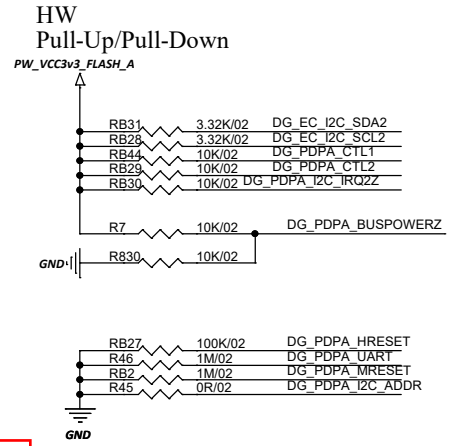 HW
Pull-Up/Pull-Down
PW_VCC3v3_FLASH_A
RB31 3.32K/02 DG_EC_I2C_SDA2
RB28 3.32K/02 DG_EC_I2C_SCL2
RB44 10K/02 DG_PDPA_CTL1
RB29 10K/02 DG_PDPA_CTL2
RB30 10K/02 DG_PDPA_I2C_IRQ2Z
R7 10K/02 DG_PDPA_BUSPOWERZ
GND R830 10K/02
RB27 100K/02 DG_PDPA_HRESET
R46 1M/02 DG_PDPA_UART
RB2 1M/02 DG_PDPA_MRESET
R45 0R/02 DG_PDPA_I2C_ADDR
GND